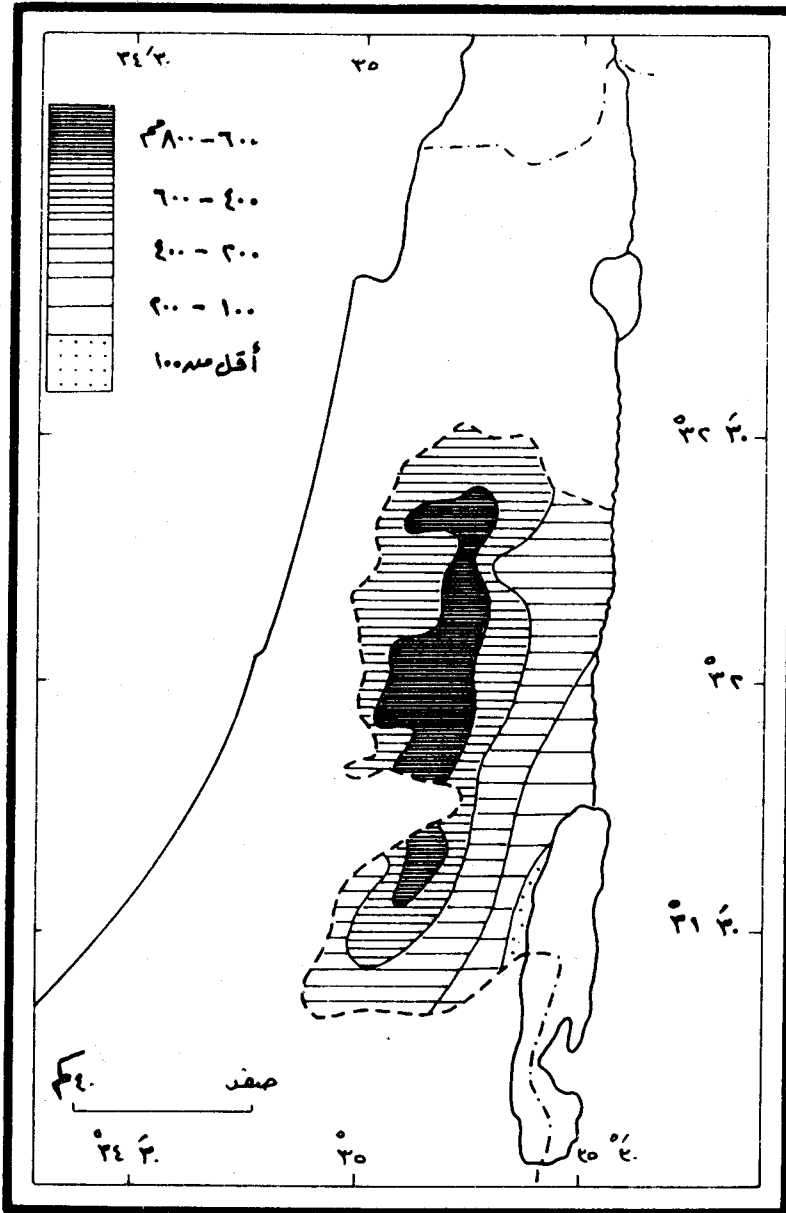 ٣٤ ٣٠َ
٣٥
٦٠٠-٨٠٠ مم
٤٠٠ - ٦٠٠
٢٠٠ - ٤٠٠
١٠٠ - ٢٠٠
أقل من ١٠٠
٣٢° ٣٠َ
٣٢°
٣١° ٣٠َ
صفر
٤٠ كم
٣٤° ٣٠َ
٣٥°
٣٥° ٣٠َ